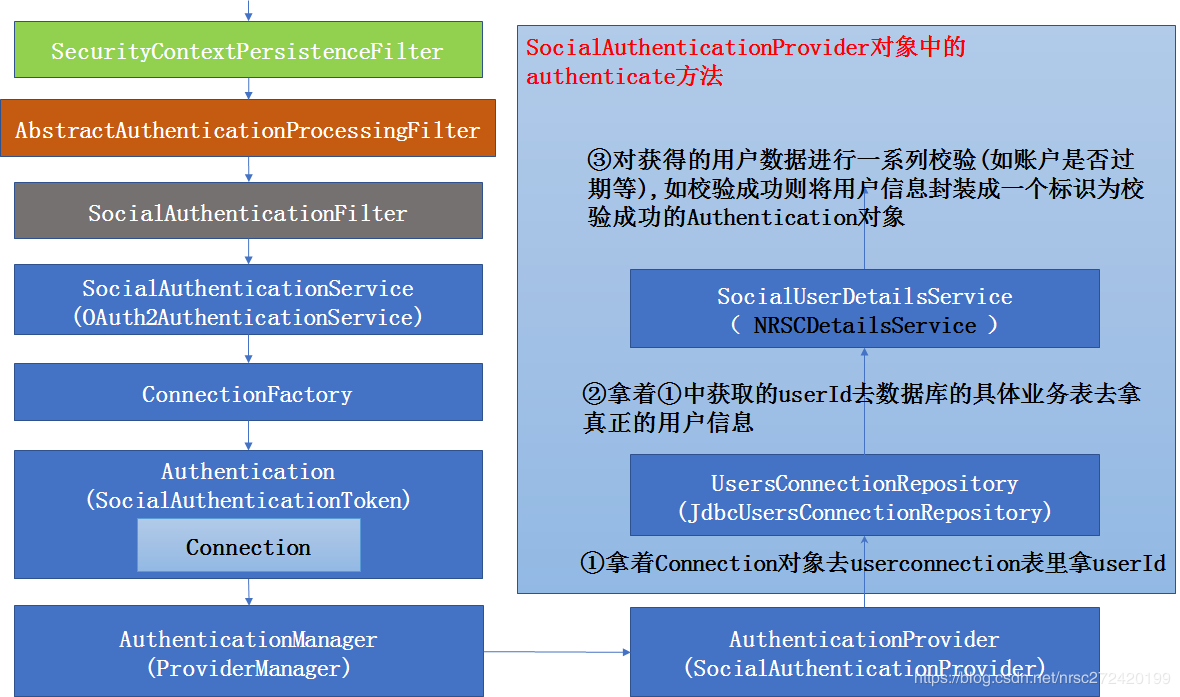 SecurityContextPersistenceFilter
AbstractAuthenticationProcessingFilter
SocialAuthenticationFilter
SocialAuthenticationService
(OAuth2AuthenticationService)
ConnectionFactory
Authentication
(SocialAuthenticationToken)
Connection
AuthenticationManager
(ProviderManager)
SocialAuthenticationProvider对象中的
authenticate方法
③对获得的用户数据进行一系列校验(如账户是否过
期等),如校验成功则将用户信息封装成一个标识为校
验成功的Authentication对象
SocialUserDetailsService
( NRSCDetailsService )
②拿着①中获取的userId去数据库的具体业务表去拿
真正的用户信息
UsersConnectionRepository
(JdbcUsersConnectionRepository)
①拿着Connection对象去userconnection表里拿userId
AuthenticationProvider
(SocialAuthenticationProvider)
https://blog.csdn.net/nrsc272420199